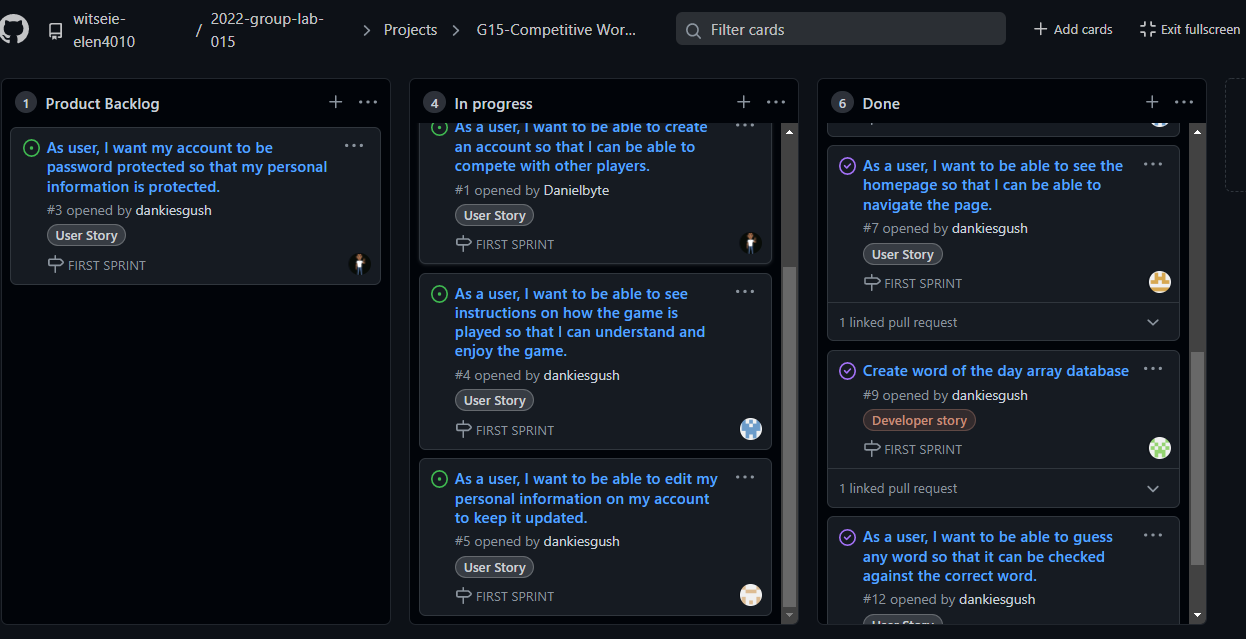 witseie-
elen4010
/
2022-group-lab-
015
Projects
G15-Competitive Wor...
Filter cards
Add cards
Exit fullscreen
1 Product Backlog
As user, I want my account to be
password protected so that my personal
information is protected.
#3 opened by dankiesgush
User Story
FIRST SPRINT
4 In progress
As a user, I want to be able to create
an account so that I can be able to
compete with other players.
#1 opened by Danielbyte
User Story
FIRST SPRINT
As a user, I want to be able to see
instructions on how the game is
played so that I can understand and
enjoy the game.
#4 opened by dankiesgush
User Story
FIRST SPRINT
As a user, I want to be able to edit my
personal information on my account
to keep it updated.
#5 opened by dankiesgush
User Story
FIRST SPRINT
6 Done
As a user, I want to be able to see the
homepage so that I can be able to
navigate the page.
#7 opened by dankiesgush
User Story
FIRST SPRINT
1 linked pull request
Create word of the day array database
#9 opened by dankiesgush
Developer story
FIRST SPRINT
1 linked pull request
As a user, I want to be able to guess
any word so that it can be checked
against the correct word.
#12 opened by dankiesgush
User Story